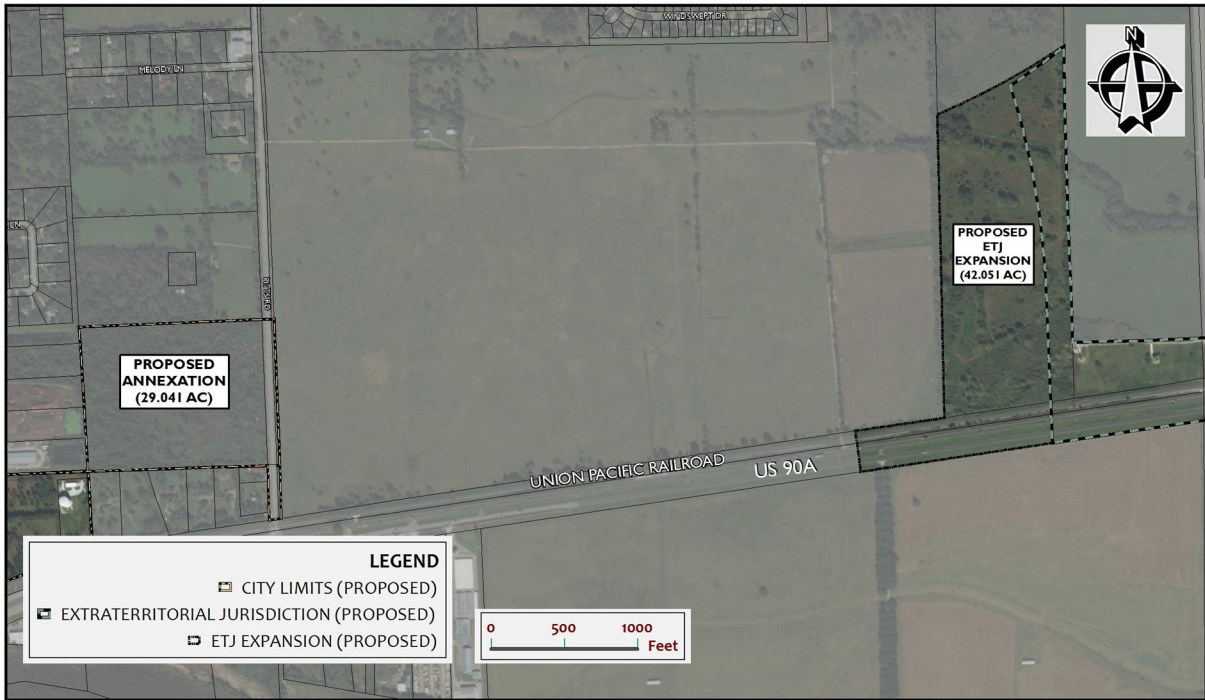 WINDSWEPT DR
N
MELODY LN
LN
PROPOSED
ETJ
EXPANSION
(42.051 AC)
PROPOSED
ANNEXATION
(29.041 AC)
UNION PACIFIC RAILROAD
US 90A
LEGEND
CITY LIMITS (PROPOSED)
EXTRATERRITORIAL JURISDICTION (PROPOSED)
ETJ EXPANSION (PROPOSED)
0 500 1000
Feet